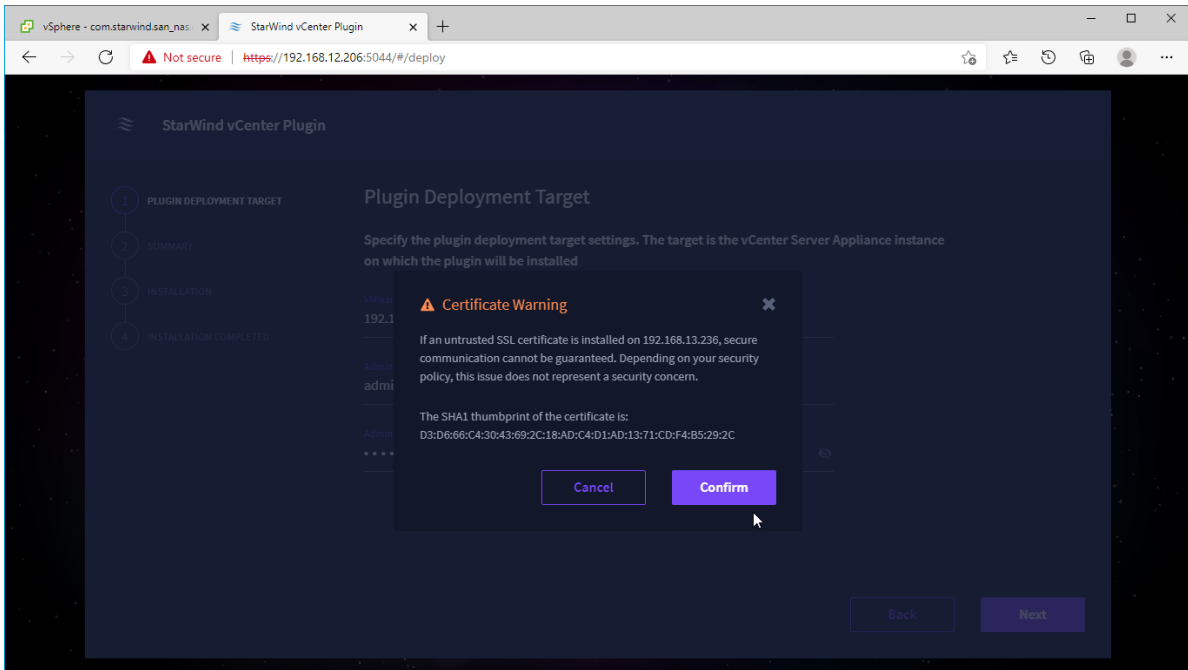 vSphere - com.starwind.san_nas.
StarWind vCenter Plugin
Not secure
https://192.168.12.206:5044/#/deploy
StarWind vCenter Plugin
1 PLUGIN DEPLOYMENT TARGET
2 SUMMARY
3 INSTALLATION
4 INSTALLATION COMPLETED
Plugin Deployment Target
Specify the plugin deployment target settings. The target is the vCenter Server Appliance instance
on which the plugin will be installed
192.1
Admin
admi
Admin
Certificate Warning
If an untrusted SSL certificate is installed on 192.168.13.236, secure
communication cannot be guaranteed. Depending on your security
policy, this issue does not represent a security concern.
The SHA1 thumbprint of the certificate is:
D3:D6:66:C4:30:43:69:2C:18:AD:C4:D1:AD:13:71:CD:F4:B5:29:2C
Cancel
Confirm
Back
Next